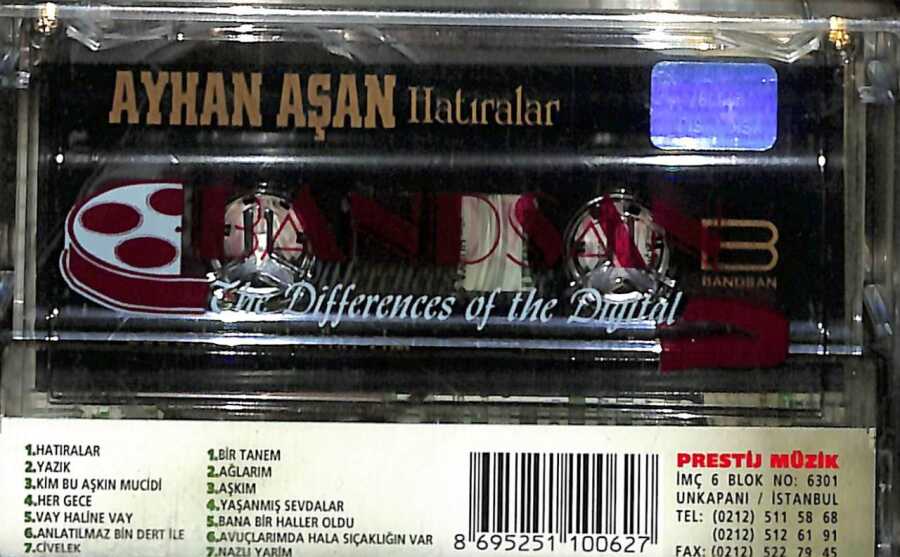 AYHAN AŞAN Hatıralar
BANDSAN
B
BANDSAN
The Differences of the Digital
1.HATIRALAR
2.YAZIK
3.KİM BU AŞKIN MUCİDİ
4.HER GECE
5.VAY HALİNE VAY
6.ANLATILMAZ BİN DERT İLE
7.CİVELEK
1.BİR TANEM
2.AĞLARIM
3.AŞKIM
4.YAŞANMIŞ SEVDALAR
5.BANA BİR HALLER OLDU
6.AVUÇLARIMDA HALA SIÇAKLIĞIN VAR
7.NAZLI YARİM
8 695251 100627
PRESTİJ MÜZİK
İMÇ 6 BLOK NO: 6301
UNKAPANI / İSTANBUL
TEL: (0212) 511 58 68
(0212) 512 61 91
FAX: (0212) 522 79 45